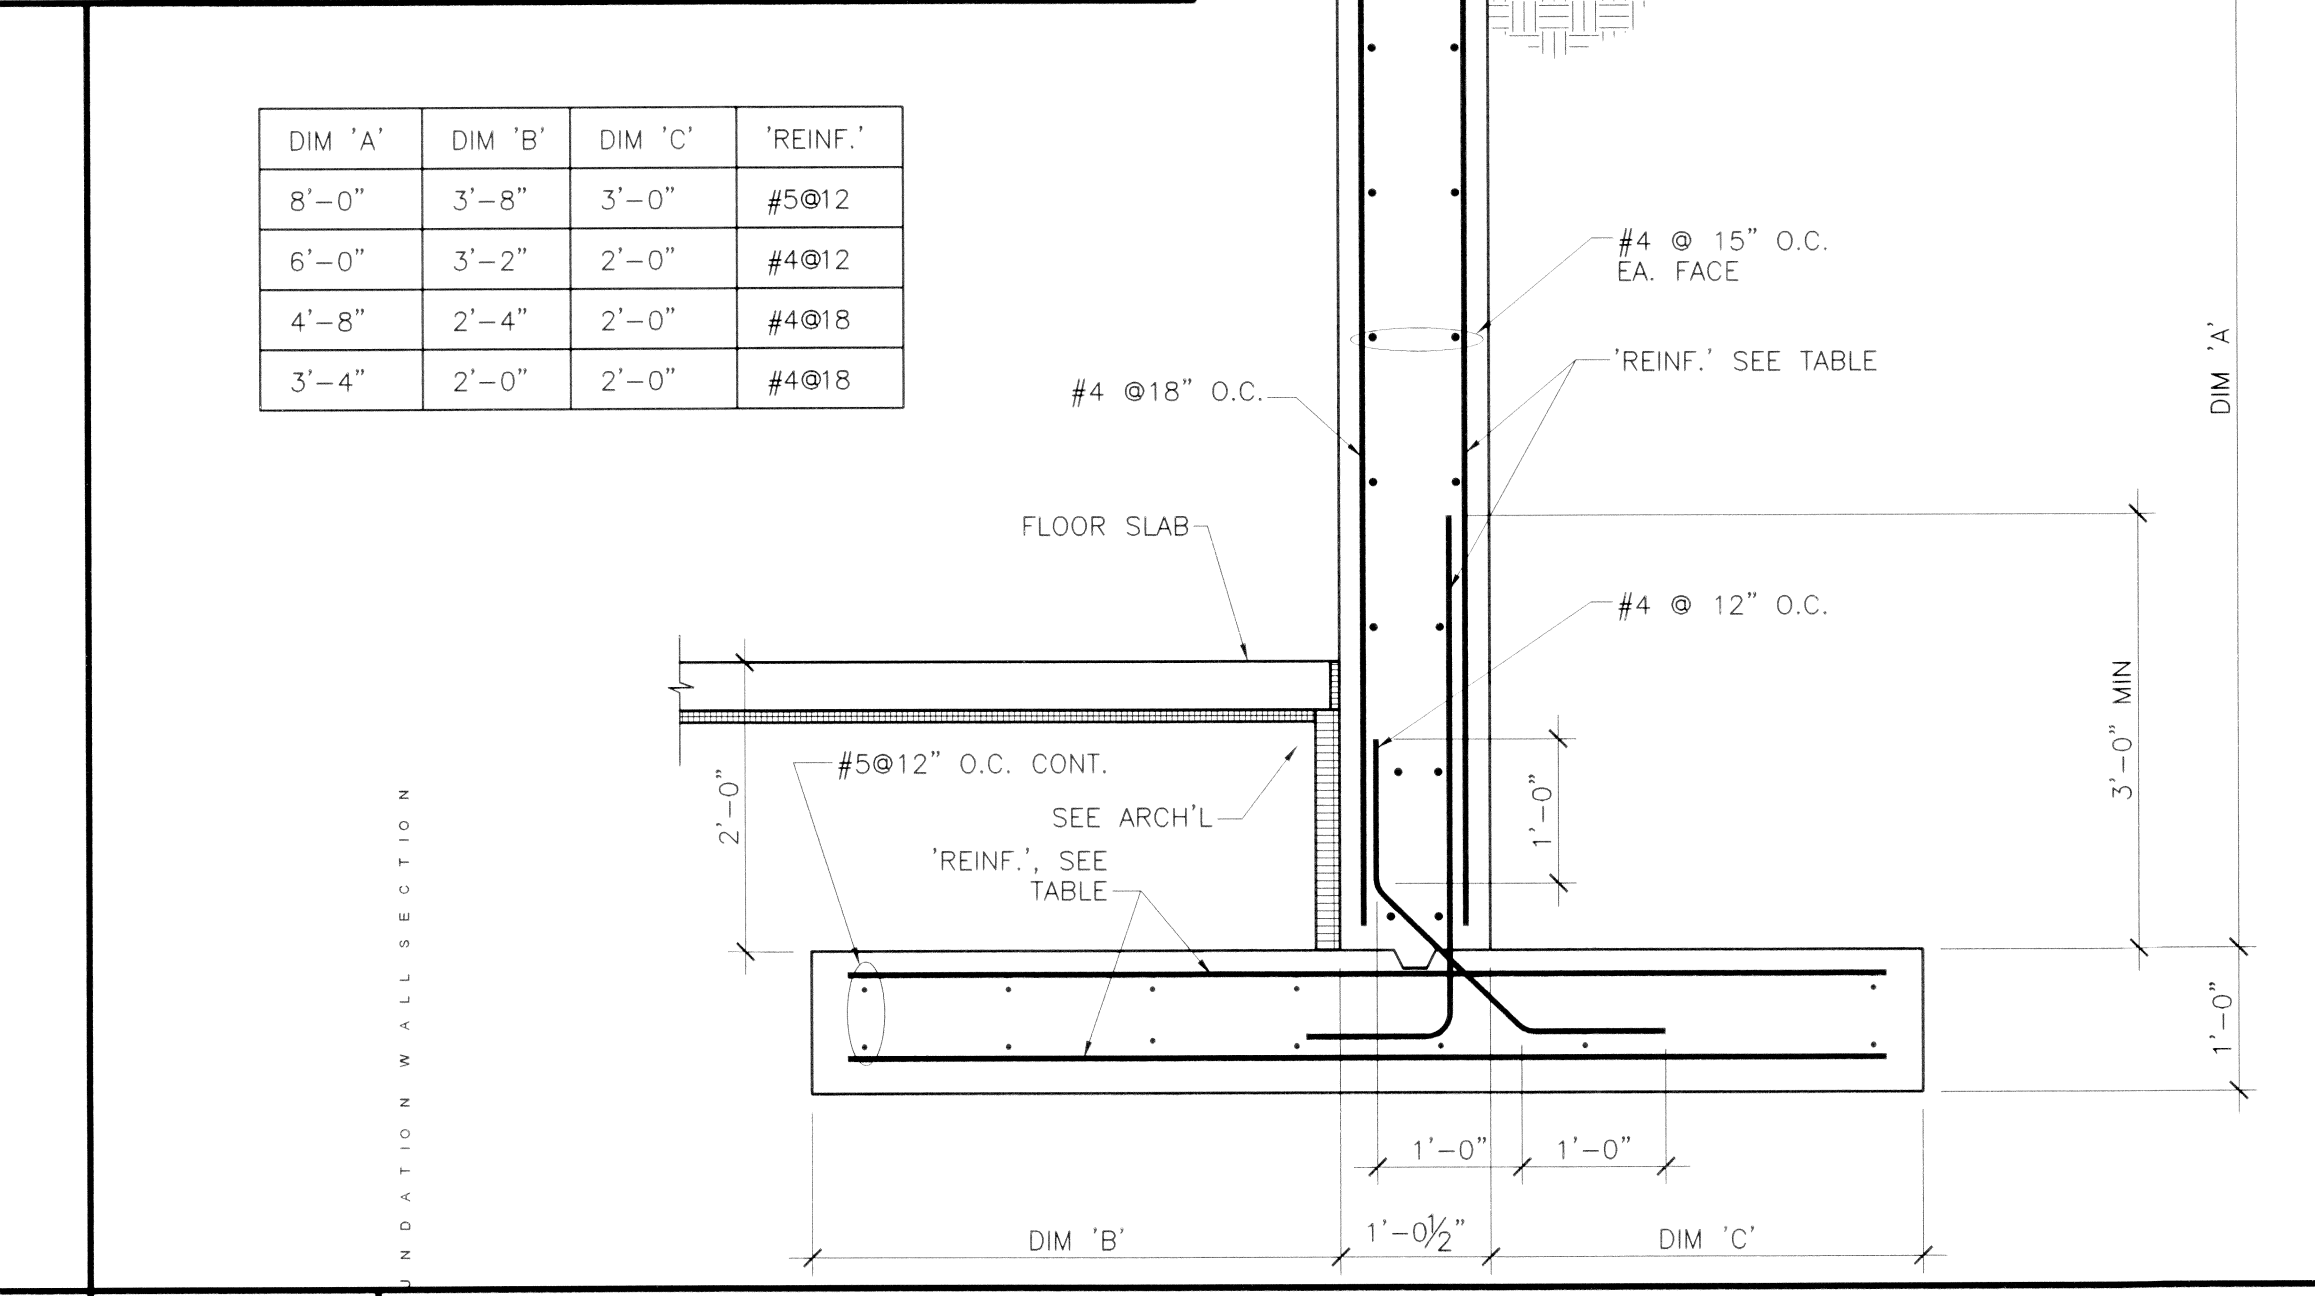 DIM 'A' DIM 'B' DIM 'C' 'REINF.'
8'-0" 3'-8" 3'-0" #5@12
6'-0" 3'-2" 2'-0" #4@12
4'-8" 2'-4" 2'-0" #4@18
3'-4" 2'-0" 2'-0" #4@18
#4 @ 15" O.C.
EA. FACE
'REINF.' SEE TABLE
#4 @18" O.C.
DIM 'A'
FLOOR SLAB
#4 @ 12" O.C.
3'-0" MIN
#5@12" O.C. CONT.
2'-0"
1'-0"
SEE ARCH'L
'REINF.', SEE
TABLE
1'-0"
1'-0" 1'-0"
DIM 'B' 1'-0½" DIM 'C'
UNDATION WALL SECTION